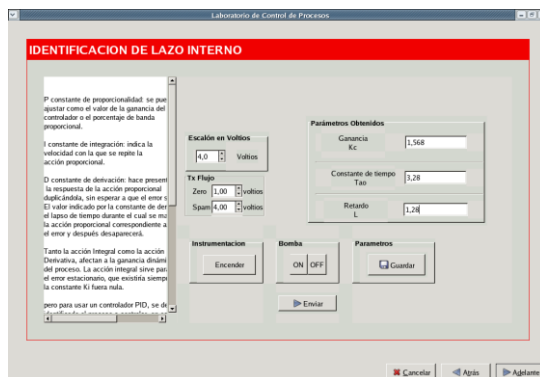 Laboratorio de Control de Procesos
IDENTIFICACION DE LAZO INTERNO
P constante de proporcionalidad: se pue
ajustar como el valor de la ganancia del
controlador o el porcentaje de banda
proporcional.
I constante de integración: indica la
velocidad con la que se repite la
acción proporcional.
D constante de derivación: hace present
la respuesta de la acción proporcional
duplicándola, sin esperar a que el error s
El valor indicado por la constante de der
el lapso de tiempo durante el cual se ma
la acción proporcional correspondiente a
el error y después desaparecerá.
Tanto la acción Integral como la acción
Derivativa, afectan a la ganancia dinámi
del proceso. La acción integral sirve par
el error estacionario, que existiría siempr
la constante Ki fuera nula.
pero para usar un controlador PID, se de
Escalón en Voltios
4,0 Voltios
Tx Flujo
Zero 1,00 voltios
Spam 4,00 voltios
Parámetros Obtenidos
Ganancia
Kc
1,568
Constante de tiempo
Tao
3,28
Retardo
L
1,28
Instrumentacion
Encender
Bomba
ON OFF
Parametros
Guardar
Enviar
Cancelar
Atrás
Adelante